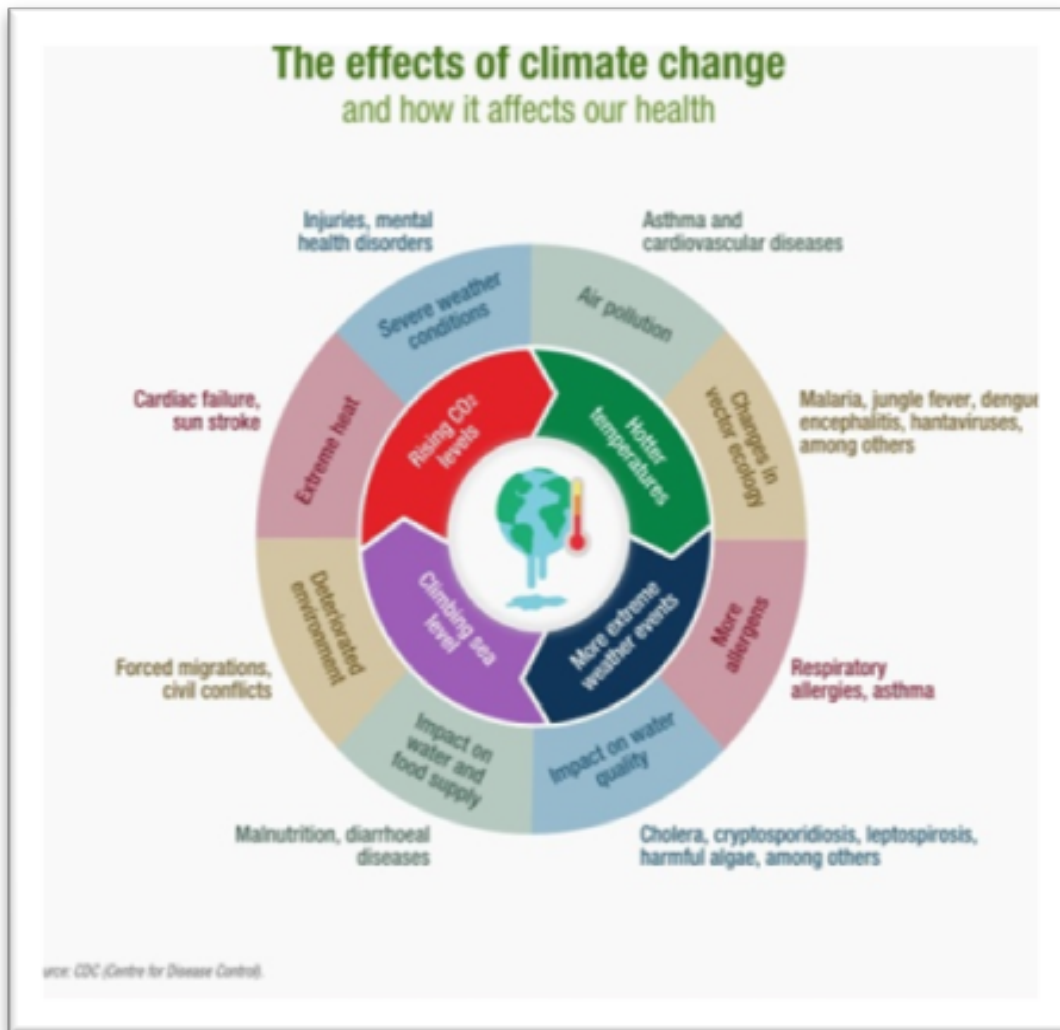 The effects of climate change
and how it affects our health
Injuries, mental
health disorders
Asthma and
cardiovascular diseases
Severe weather
conditions
Air pollution
Cardiac failure,
sun stroke
Extreme heat
Rising CO₂
levels
Hotter
temperatures
Changes in
vector ecology
Malaria, jungle fever, dengue
encephalitis, hantaviruses,
among others
Deteriorated
environment
Climbing sea
level
More extreme
weather events
More
allergens
Forced migrations,
civil conflicts
Respiratory
allergies, asthma
Impact on
water and
food supply
Impact on water
quality
Malnutrition, diarrhoeal
diseases
Cholera, cryptosporidiosis, leptospirosis,
harmful algae, among others
urce: CDC (Centre for Disease Control).